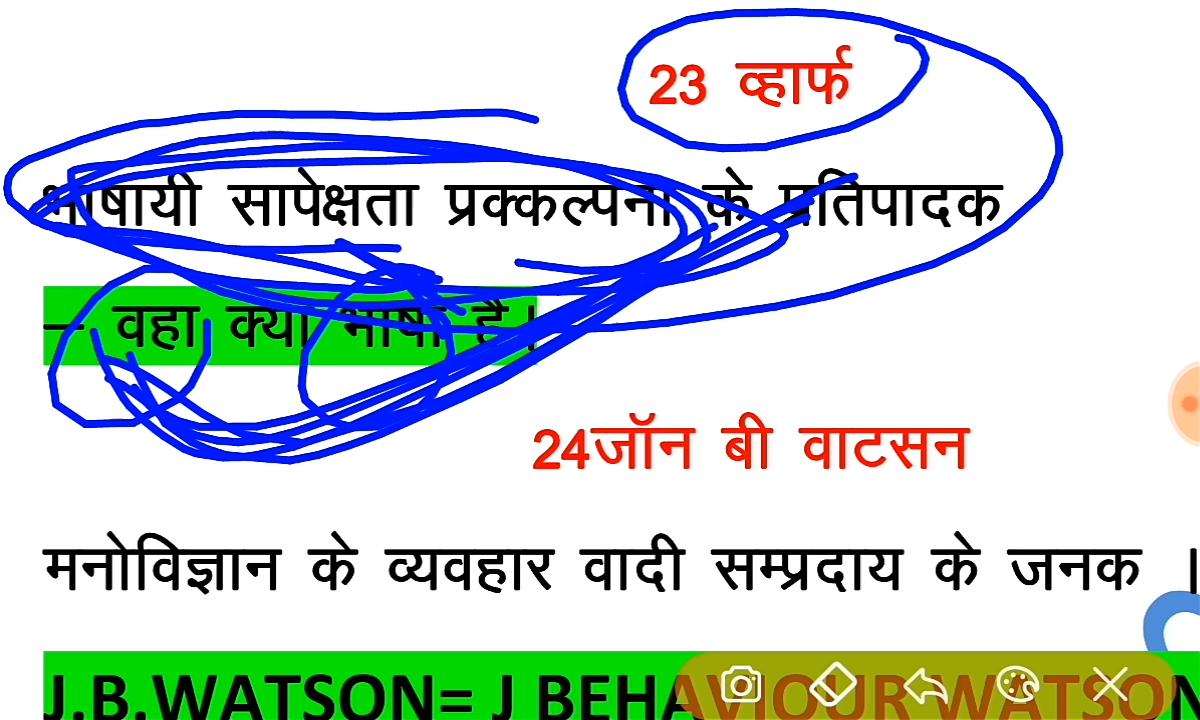 23 व्हार्फ
भाषायी सापेक्षता प्रक्कल्पना के प्रतिपादक
– वहा क्या भाषा है।
24जॉन बी वाटसन
मनोविज्ञान के व्यवहार वादी सम्प्रदाय के जनक ।
J.B.WATSON= J BEHAVIOUR WATSON